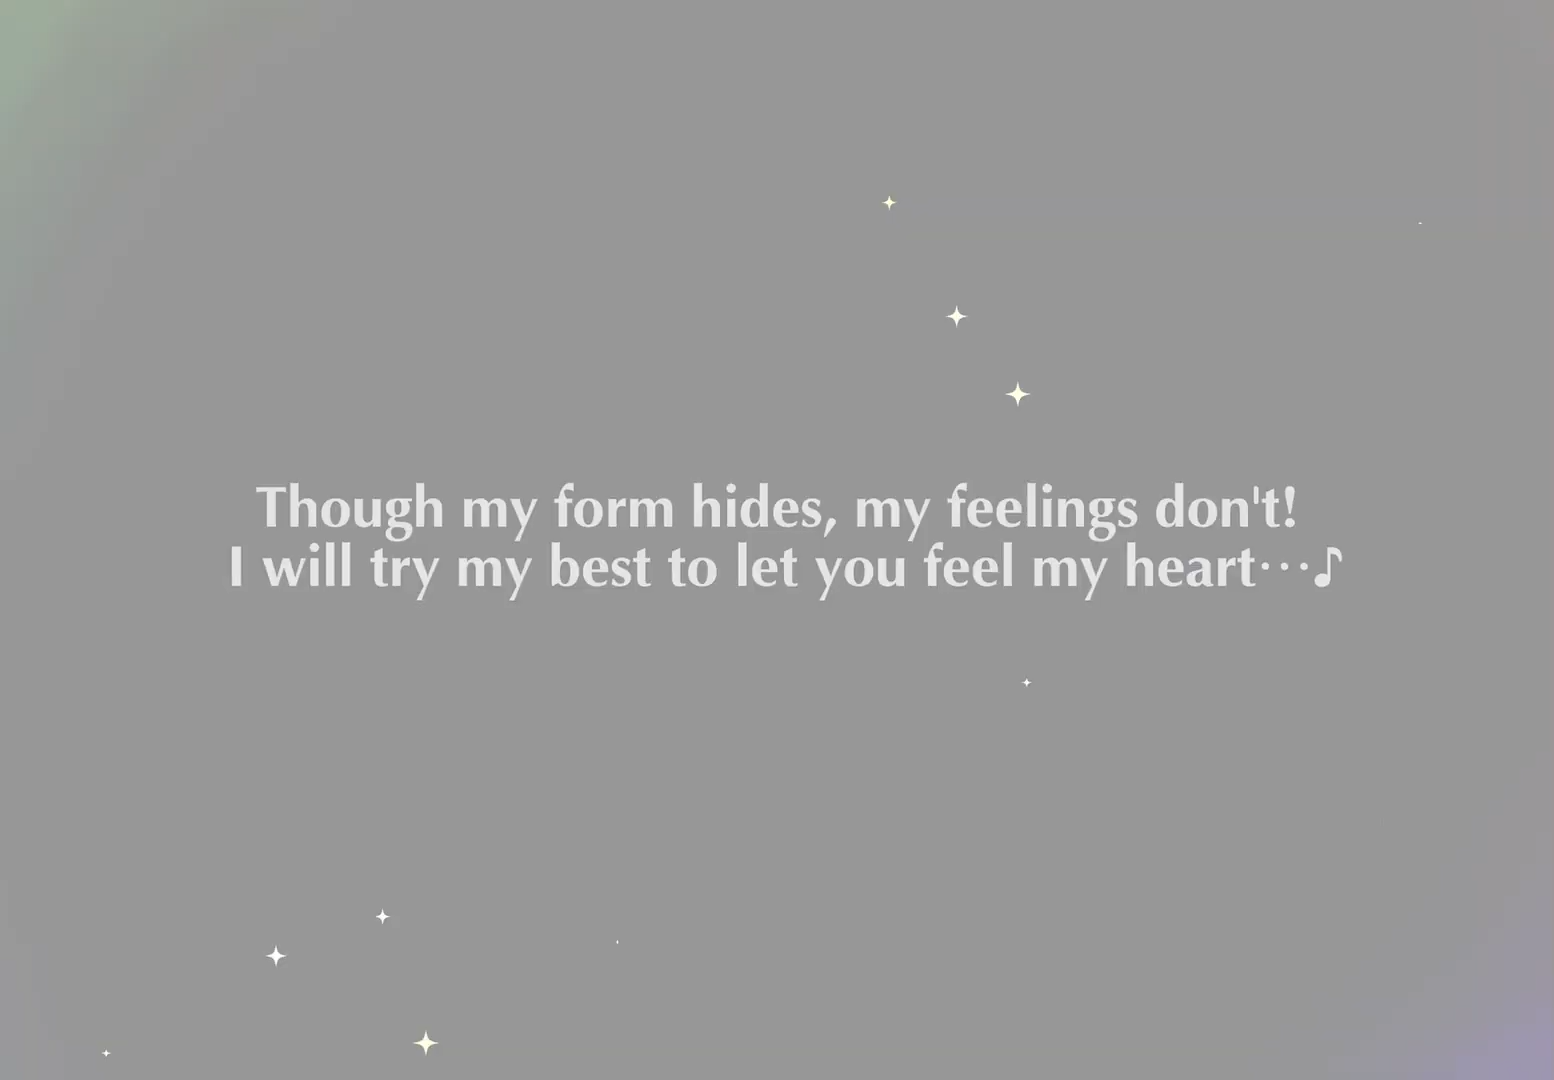 Though my form hides, my feelings don't!
I will try my best to let you feel my heart…♪